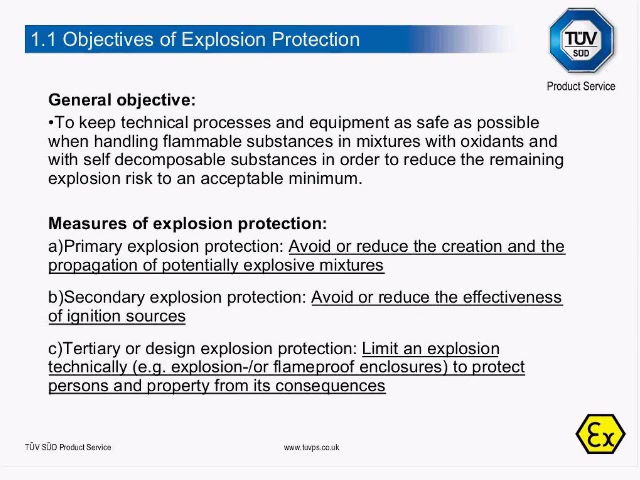 1.1 Objectives of Explosion Protection
TÜV
SÜD
Product Service
General objective:
•To keep technical processes and equipment as safe as possible
when handling flammable substances in mixtures with oxidants and
with self decomposable substances in order to reduce the remaining
explosion risk to an acceptable minimum.
Measures of explosion protection:
a)Primary explosion protection: Avoid or reduce the creation and the
propagation of potentially explosive mixtures
b)Secondary explosion protection: Avoid or reduce the effectiveness
of ignition sources
c)Tertiary or design explosion protection: Limit an explosion
technically (e.g. explosion-/or flameproof enclosures) to protect
persons and property from its consequences
TÜV SÜD Product Service
www.tuvps.co.uk
Ex